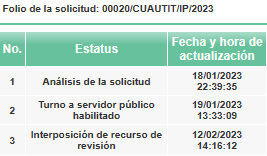 Folio de la solicitud: 00020/CUAUTIT/IP/2023
No. Estatus Fecha y hora de
actualización
1 Análisis de la solicitud 18/01/2023
22:39:35
2 Turno a servidor público
habilitado 19/01/2023
13:33:09
3 Interposición de recurso de
revisión 12/02/2023
14:16:12